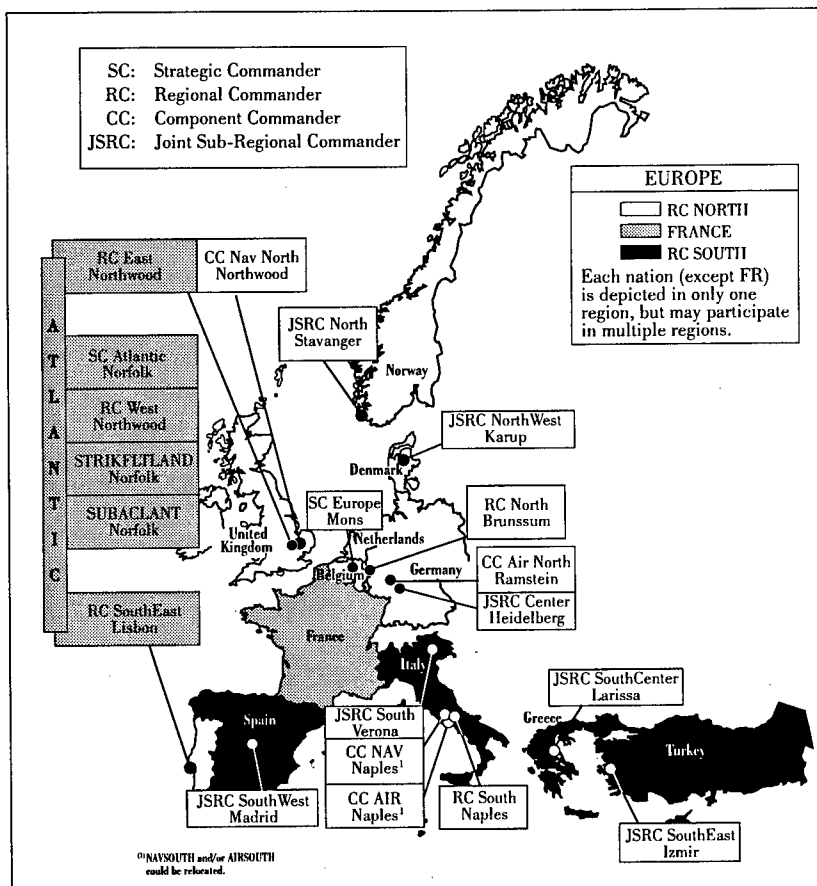 SC: Strategic Commander
RC: Regional Commander
CC: Component Commander
JSRC: Joint Sub-Regional Commander
EUROPE
RC NORTH
FRANCE
RC SOUTH
Each nation (except FR)
is depicted in only one
region, but may participate
in multiple regions.
ATLANTIC
RC East
Northwood
CC Nav North
Northwood
SC Atlantic
Norfolk
RC West
Northwood
STRIKFLTLAND
Norfolk
SUBACLANT
Norfolk
RC SouthEast
Lisbon
JSRC North
Stavanger
Norway
JSRC NorthWest
Karup
Denmark
SC Europe
Mons
RC North
Brunssum
United
Kingdom
Netherlands
Belgium
Germany
CC Air North
Ramstein
JSRC Center
Heidelberg
France
Italy
Spain
JSRC South
Verona
CC NAV
Naples¹
CC AIR
Naples¹
RC South
Naples
JSRC SouthWest
Madrid
JSRC SouthCenter
Larissa
Greece
Turkey
JSRC SouthEast
Izmir
(1) NAVSOUTH and/or AIRSOUTH
could be relocated.